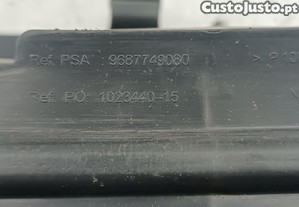 CustoJusto.pt
Ref. PSA : 9687749080
Ref. PO : 1023440-15